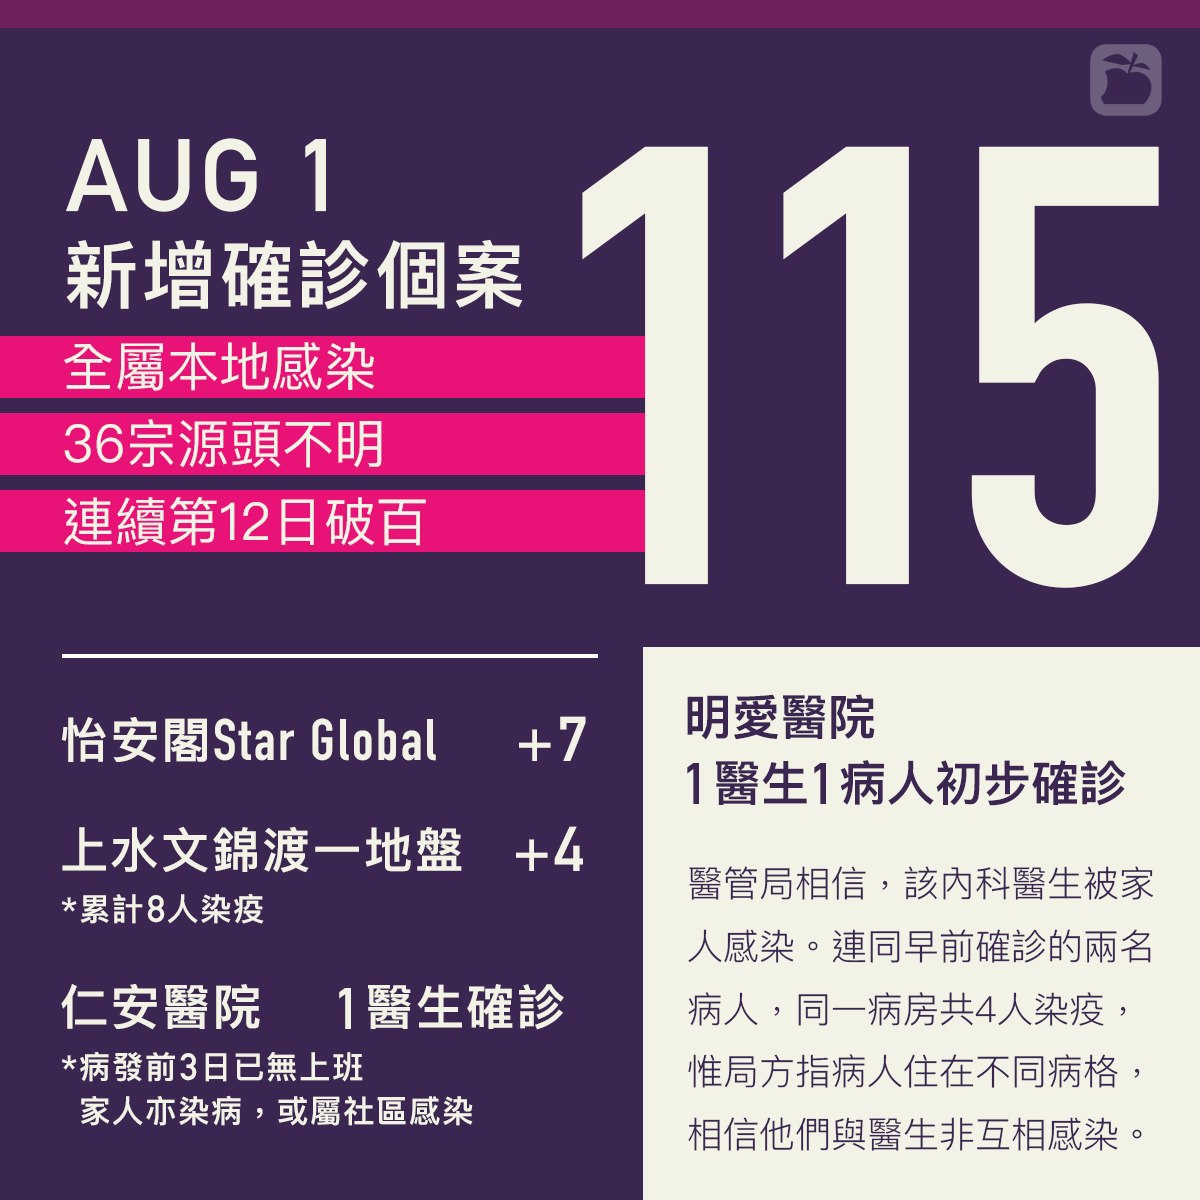 AUG 1
115
新增確診個案
全屬本地感染
36宗源頭不明
連續第12日破百
怡安閣Star Global +7
上水文錦渡一地盤 +4
*累計8人染疫
仁安醫院 1醫生確診
*病發前3日已無上班
家人亦染病，或屬社區感染
明愛醫院
1醫生1病人初步確診
醫管局相信，該內科醫生被家
人感染。連同早前確診的兩名
病人，同一病房共4人染疫，
惟局方指病人住在不同病格，
相信他們與醫生非互相感染。